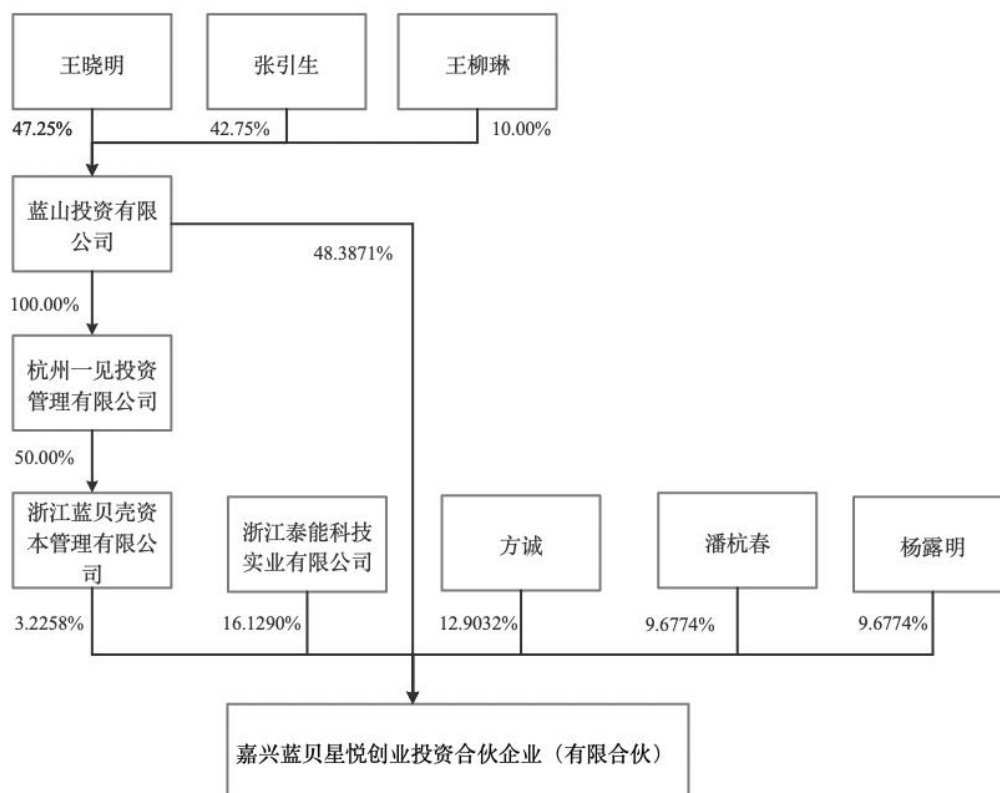 王晓明
张引生
王柳琳
47.25%
42.75%
10.00%
蓝山投资有限
公司
48.3871%
100.00%
杭州一见投资
管理有限公司
50.00%
浙江蓝贝壳资
本管理有限公
司
浙江泰能科技
实业有限公司
方诚
潘杭春
杨露明
3.2258%
16.1290%
12.9032%
9.6774%
9.6774%
嘉兴蓝贝星悦创业投资合伙企业（有限合伙）